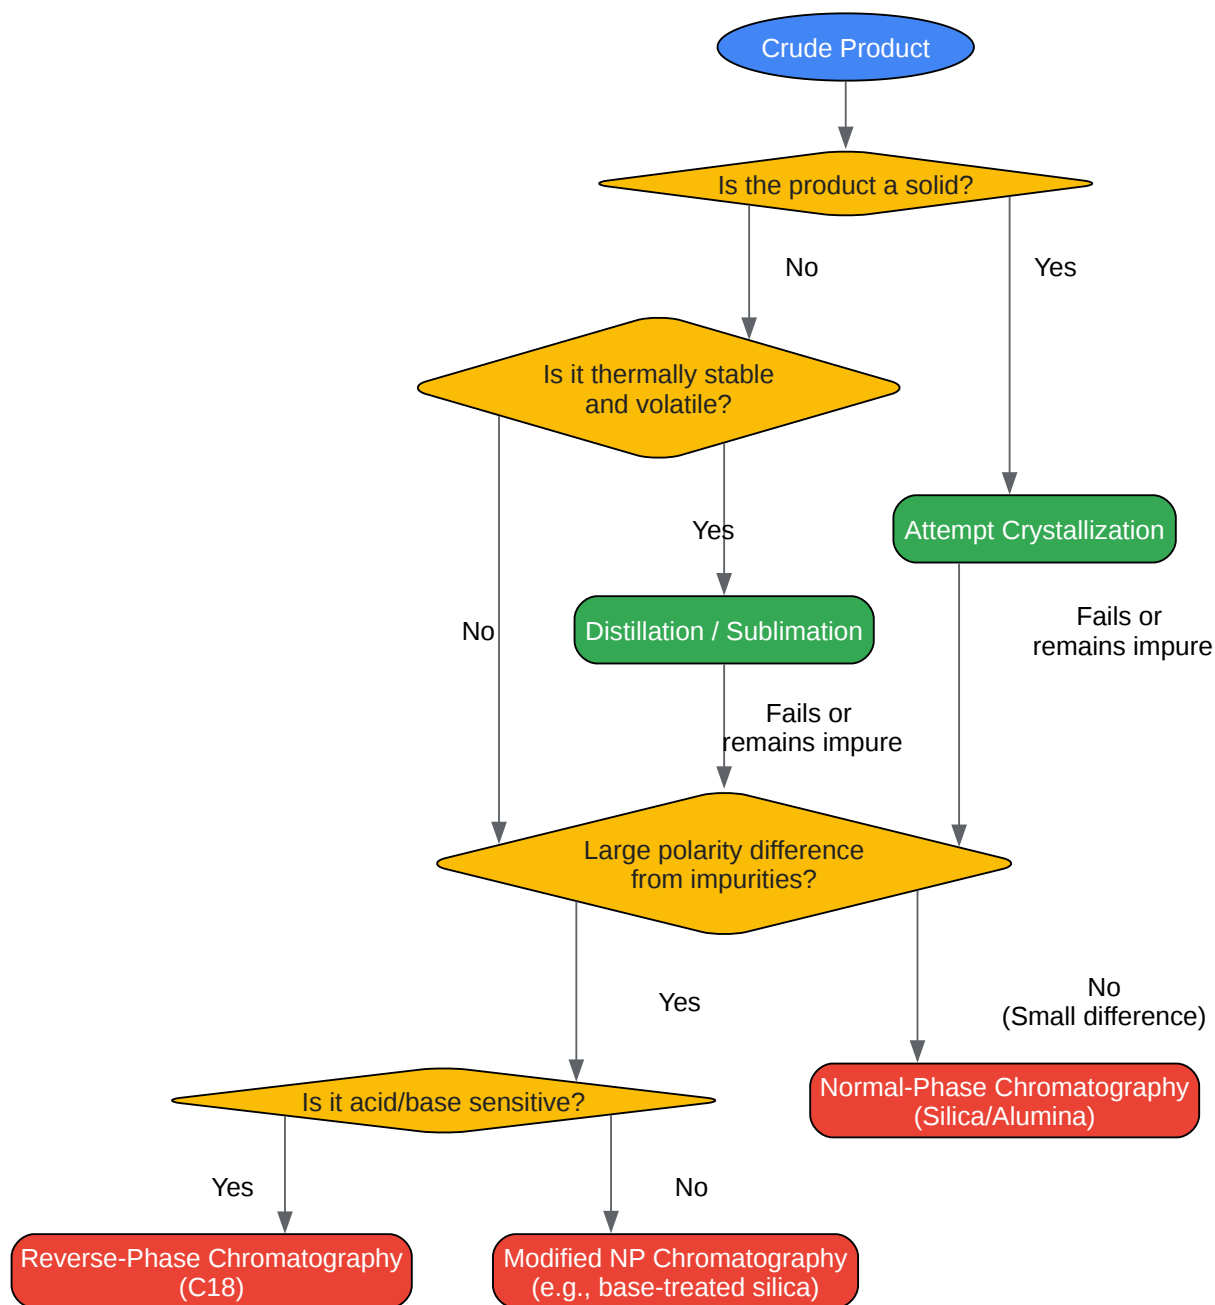 Crude Product
Is the product a solid?
No
Yes
Is it thermally stable
and volatile?
Yes
Attempt Crystallization
No
Distillation / Sublimation
Fails or
remains impure
Fails or
remains impure
Large polarity difference
from impurities?
Yes
No
(Small difference)
Is it acid/base sensitive?
Normal-Phase Chromatography
(Silica/Alumina)
Yes
No
Reverse-Phase Chromatography
(C18)
Modified NP Chromatography
(e.g., base-treated silica)